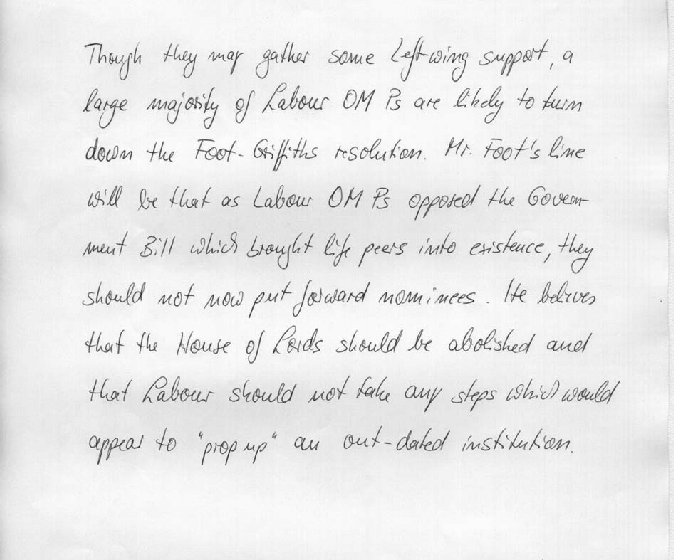 Though they may gather some Left-wing support, a
large majority of Labour OM Ps are likely to turn
down the Foot-Griffiths resolution. Mr. Foot's line
will be that as Labour OM Ps opposed the Govern-
ment Bill which brought life peers into existence, they
should not now put forward nominees. He believes
that the House of Lords should be abolished and
that Labour should not take any steps which would
appear to "prop up" an out-dated institution.